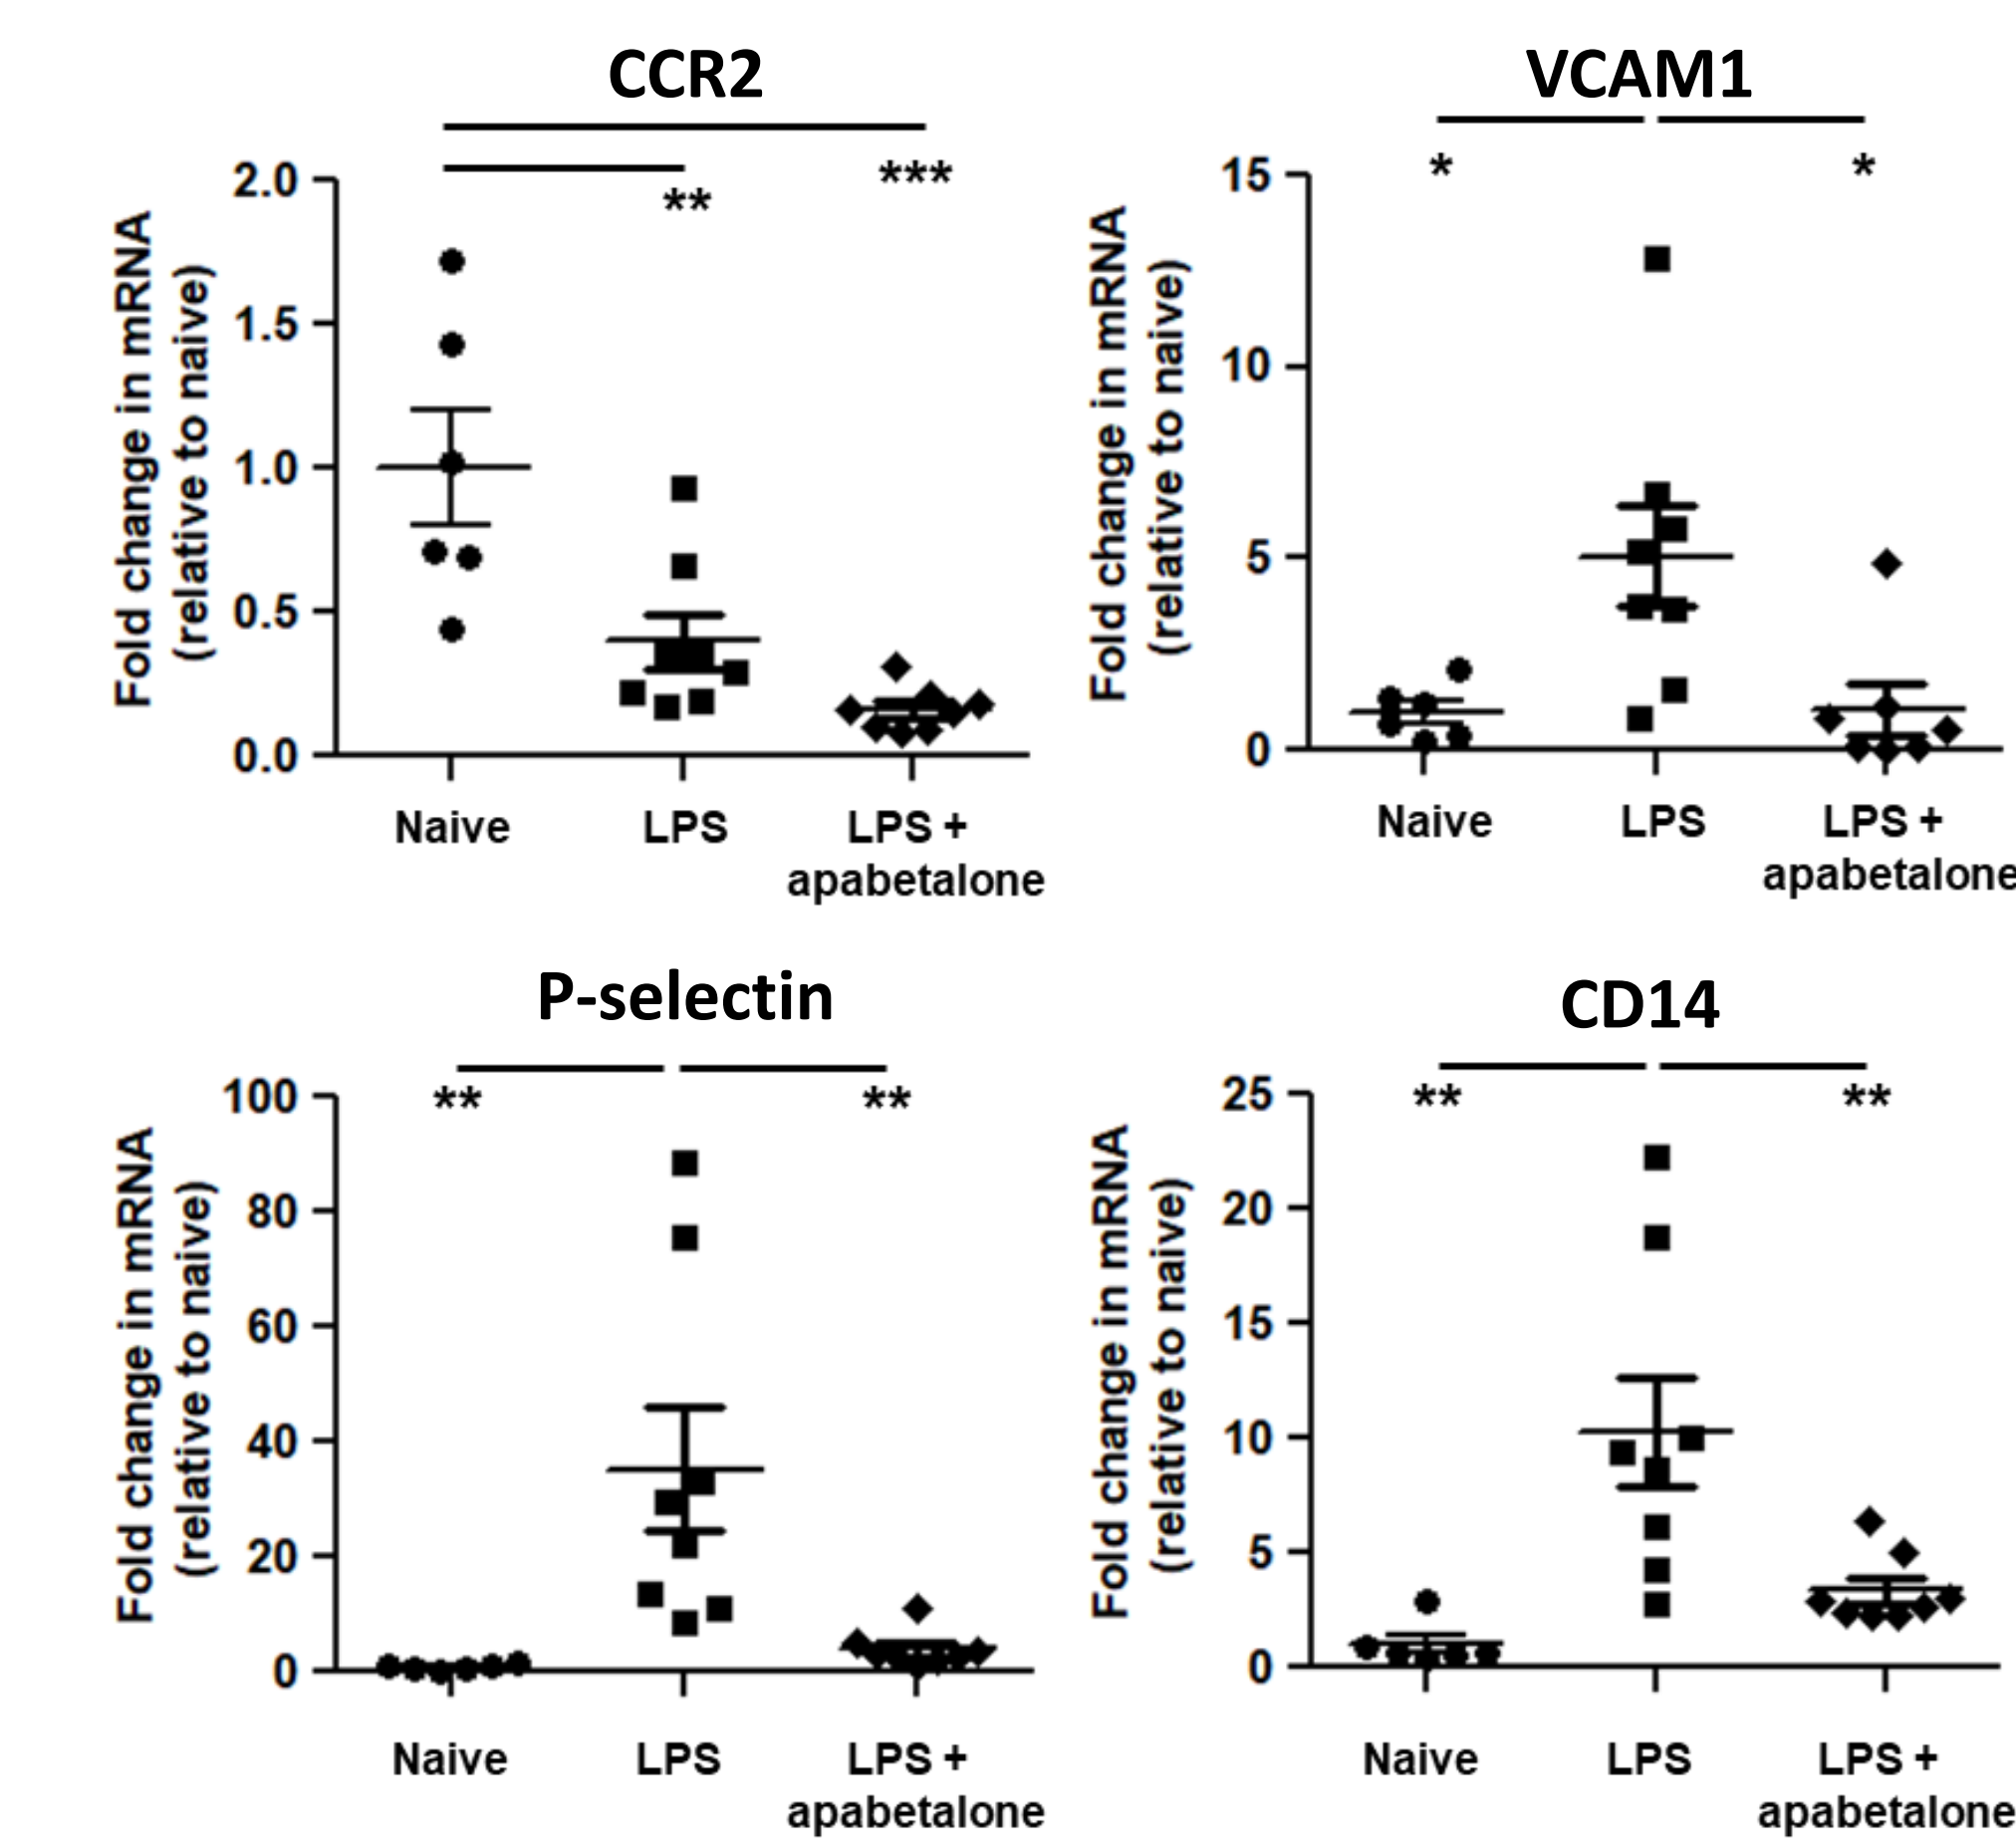 CCR2
**
***
2.0
1.5
1.0
0.5
0.0
Fold change in mRNA
(relative to naive)
Naive
LPS
LPS +
apabetalone
VCAM1
*
*
15
10
5
0
Fold change in mRNA
(relative to naive)
Naive
LPS
LPS +
apabetalone
P-selectin
**
**
100
80
60
40
20
0
Fold change in mRNA
(relative to naive)
Naive
LPS
LPS +
apabetalone
CD14
**
**
25
20
15
10
5
0
Fold change in mRNA
(relative to naive)
Naive
LPS
LPS +
apabetalone